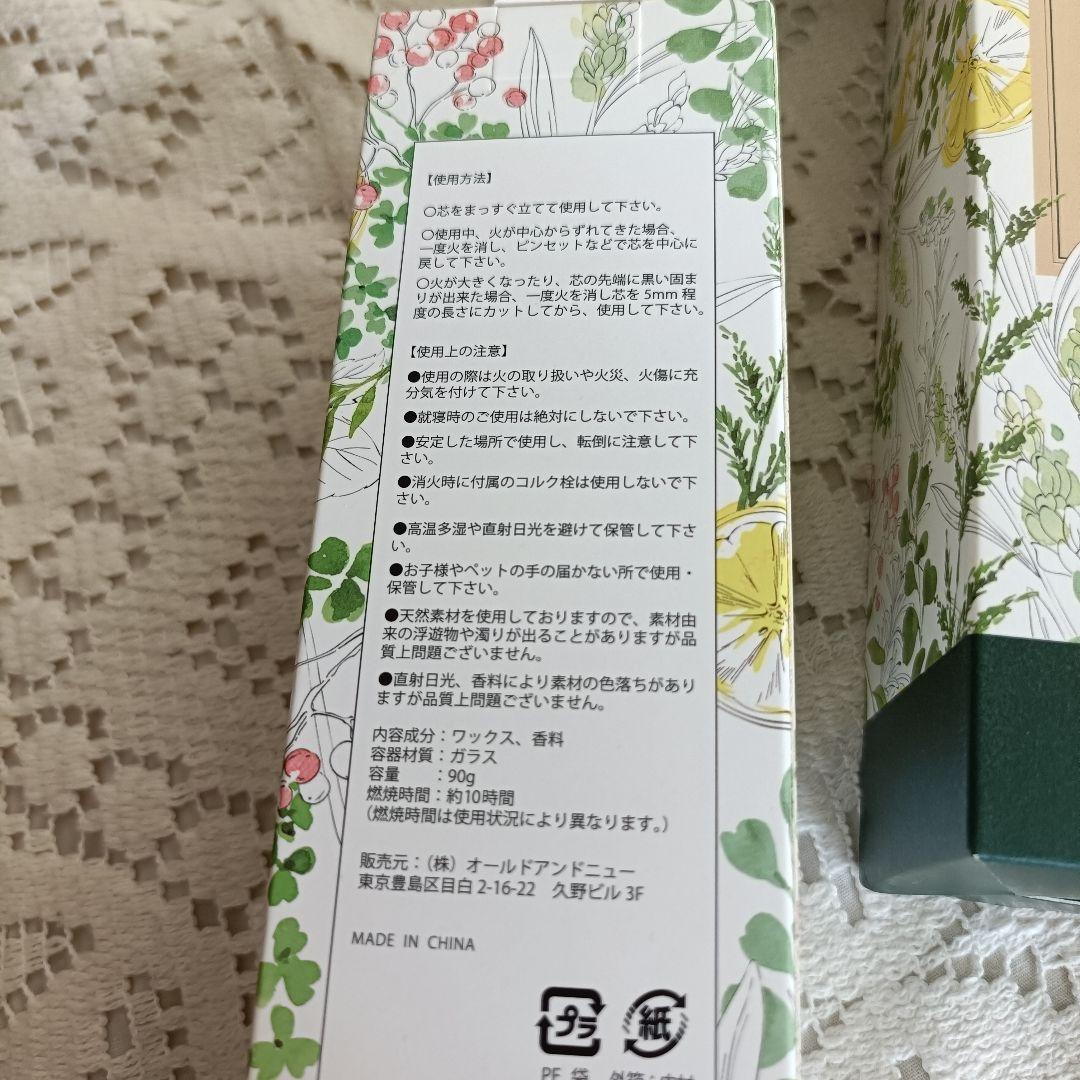 【使用方法】
〇芯をまっすぐ立てて使用して下さい。
〇使用中、火が中心からずれてきた場合、
一度火を消し、ピンセットなどで芯を中心に
戻して下さい。
〇火が大きくなったり、芯の先端に黒い固ま
りが出来た場合、一度火を消し芯を 5mm 程
度の長さにカットしてから、使用して下さい。
【使用上の注意】
●使用の際は火の取り扱いや火災、火傷に充
分気を付けて下さい。
●就寝時のご使用は絶対にしないで下さい。
●安定した場所で使用し、転倒に注意して下
さい。
●消火時に付属のコルク栓は使用しないで下
さい。
●高温多湿や直射日光を避けて保管して下さ
い。
●お子様やペットの手の届かない所で使用・
保管して下さい。
●天然素材を使用しておりますので、素材由
来の浮遊物や濁りが出ることがありますが品
質上問題ございません。
●直射日光、香料により素材の色落ちがあり
ますが品質上問題ございません。
内容成分：ワックス、香料
容器材質：ガラス
容量　　：90g
燃焼時間：約10時間
（燃焼時間は使用状況により異なります。）
販売元：（株）オールドアンドニュー
東京豊島区目白 2-16-22　久野ビル 3F
MADE IN CHINA
プラ 紙
PE 袋